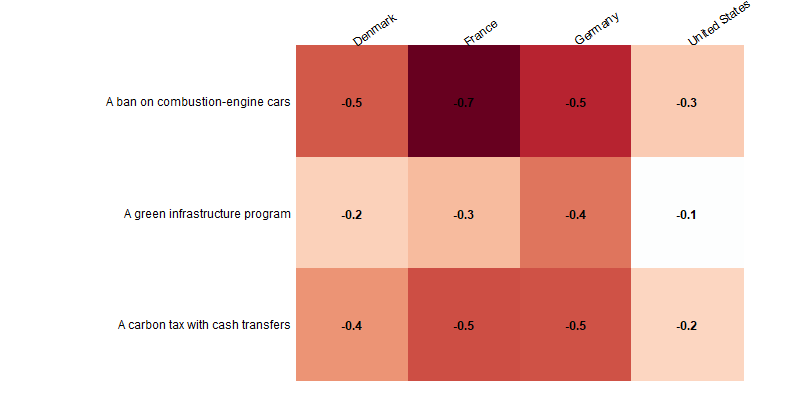 Denmark France Germany United States
A ban on combustion-engine cars -0.5 -0.7 -0.5 -0.3
A green infrastructure program -0.2 -0.3 -0.4 -0.1
A carbon tax with cash transfers -0.4 -0.5 -0.5 -0.2